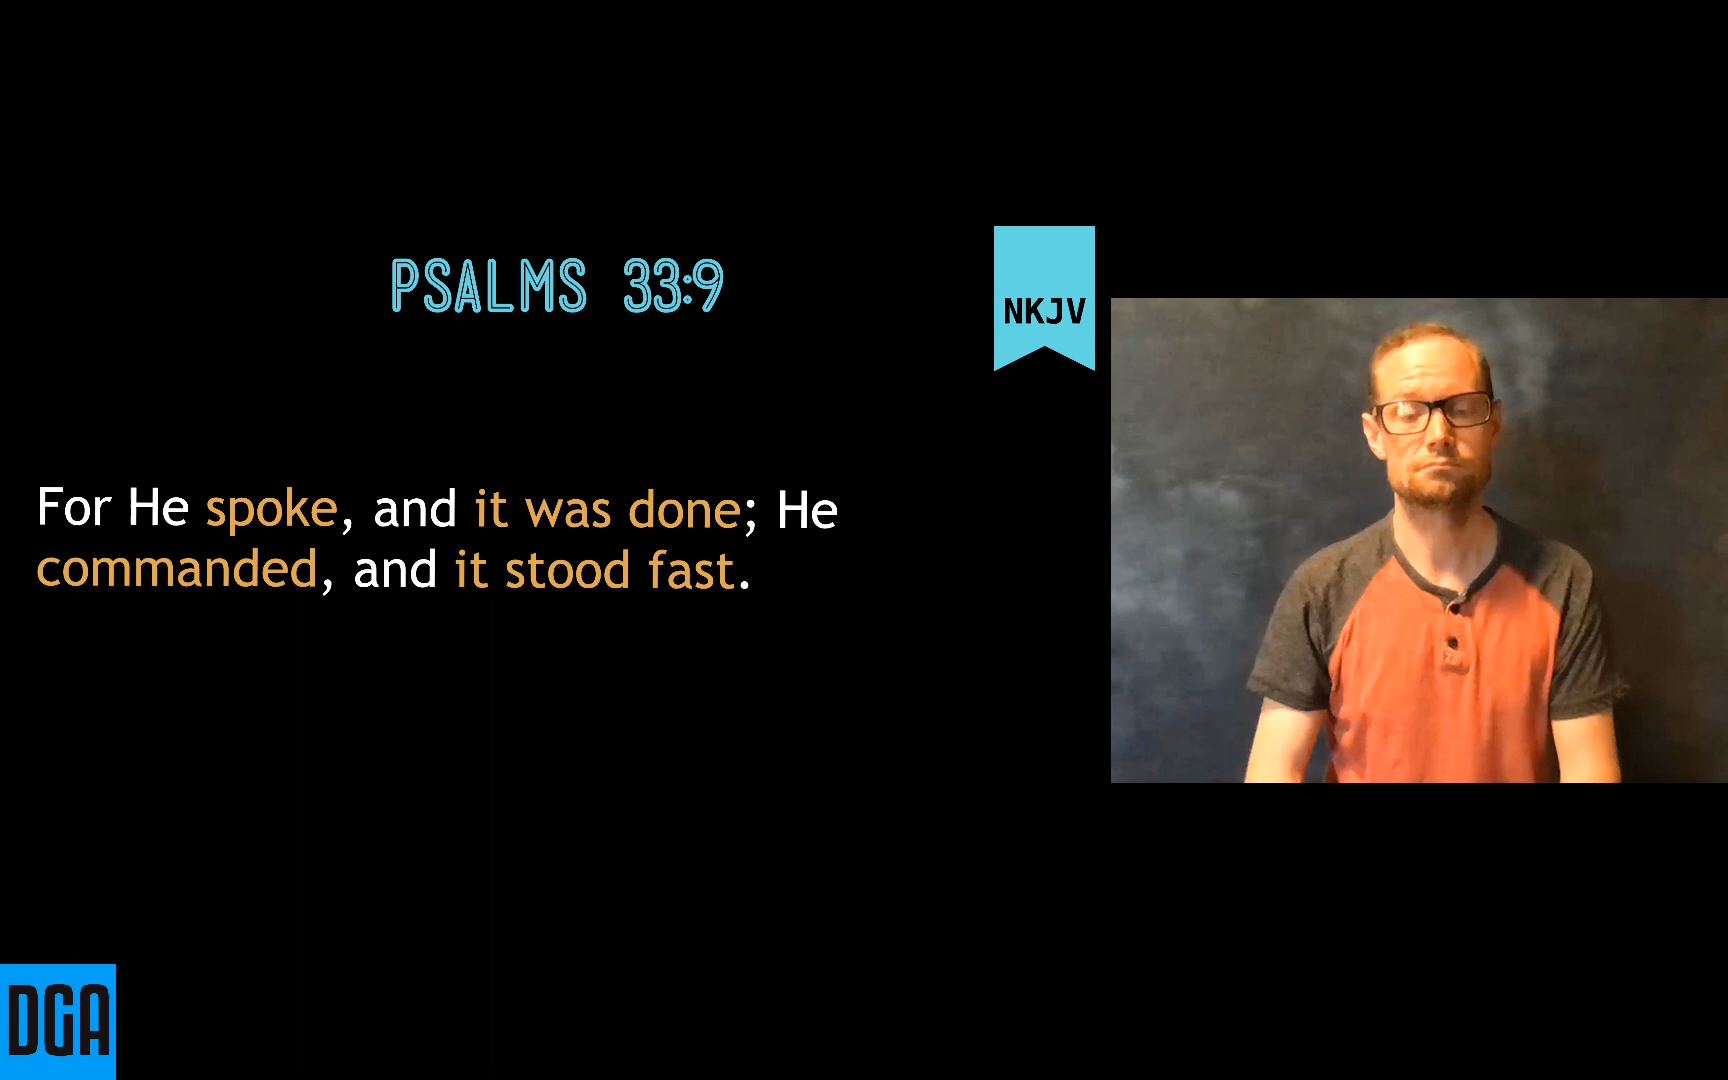 PSALMS 33:9
NKJV
For He spoke, and it was done; He
commanded, and it stood fast.
DGA